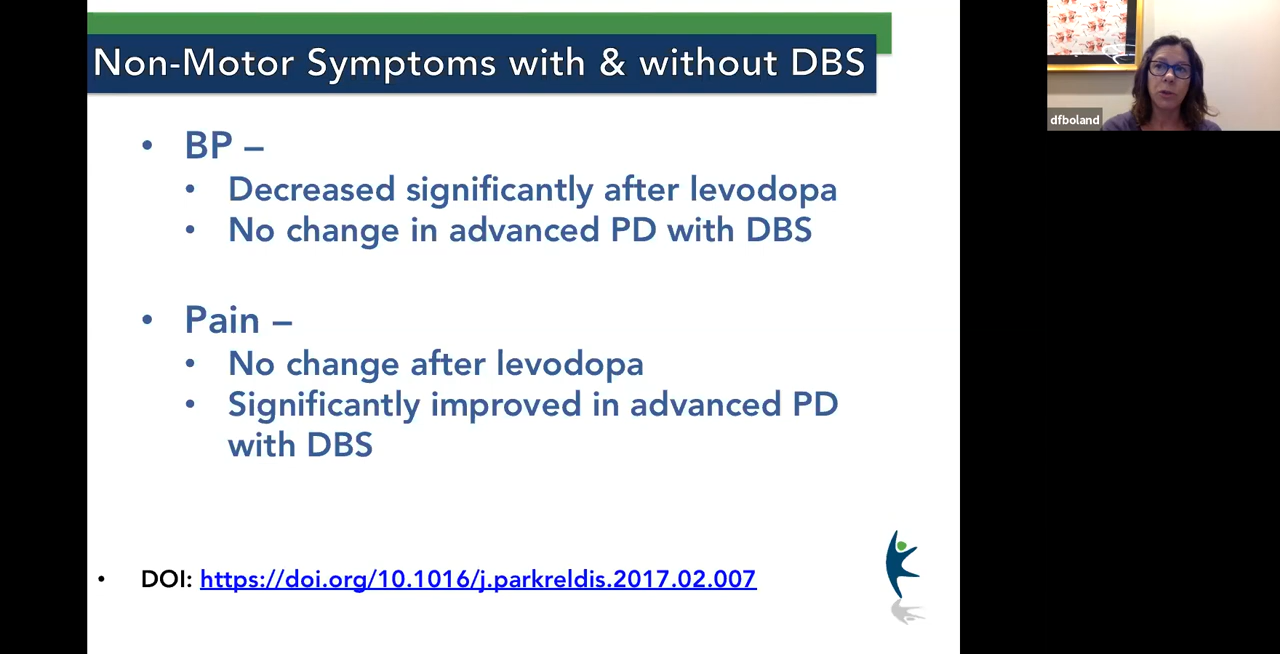 Non-Motor Symptoms with & without DBS
dfboland
• BP –
• Decreased significantly after levodopa
• No change in advanced PD with DBS
• Pain –
• No change after levodopa
• Significantly improved in advanced PD
with DBS
• DOI: https://doi.org/10.1016/j.parkreldis.2017.02.007